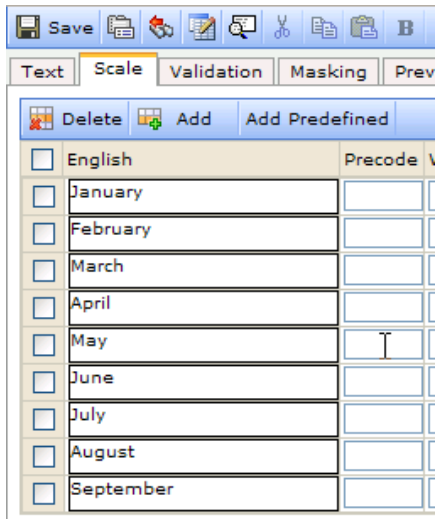 Save B
Text Scale Validation Masking Prev
Delete Add Add Predefined
English Precode
January
February
March
April
May
June
July
August
September